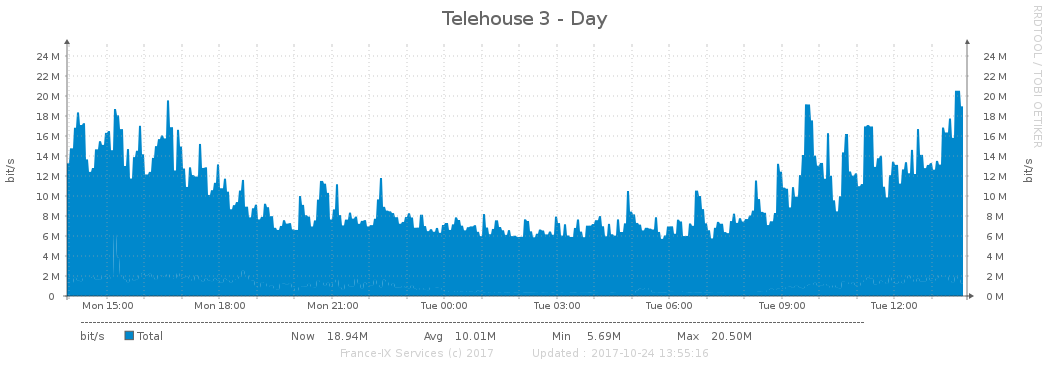 Telehouse 3 - Day
RRDTOOL / TOBI OETIKER
bit/s
24 M 24 M
22 M 22 M
20 M 20 M
18 M 18 M
16 M 16 M
14 M 14 M
12 M 12 M
10 M 10 M
8 M 8 M
6 M 6 M
4 M 4 M
2 M 2 M
0 0 M
bit/s
Mon 15:00 Mon 18:00 Mon 21:00 Tue 00:00 Tue 03:00 Tue 06:00 Tue 09:00 Tue 12:00
bit/s Total Now 18.94M Avg 10.01M Min 5.69M Max 20.50M
France-IX Services (c) 2017 Updated : 2017-10-24 13:55:16